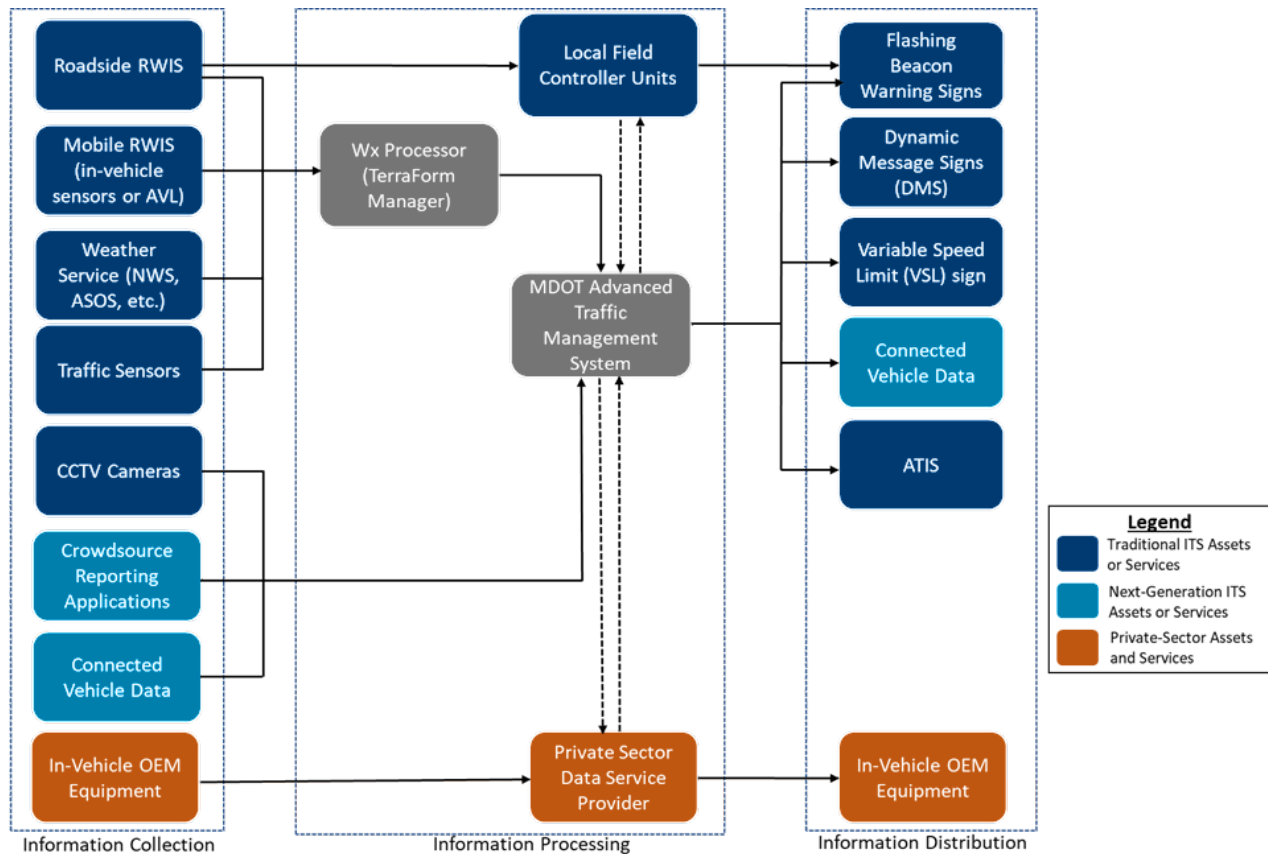 Roadside RWIS
Mobile RWIS
(in-vehicle
sensors or AVL)
Weather
Service (NWS,
ASOS, etc.)
Traffic Sensors
CCTV Cameras
Crowdsource
Reporting
Applications
Connected
Vehicle Data
In-Vehicle OEM
Equipment
Information Collection
Local Field
Controller Units
Wx Processor
(TerraForm
Manager)
MDOT Advanced
Traffic
Management
System
Private Sector
Data Service
Provider
Information Processing
Flashing
Beacon
Warning Signs
Dynamic
Message Signs
(DMS)
Variable Speed
Limit (VSL) sign
Connected
Vehicle Data
ATIS
In-Vehicle OEM
Equipment
Information Distribution
Legend
Traditional ITS Assets
or Services
Next-Generation ITS
Assets or Services
Private-Sector Assets
and Services